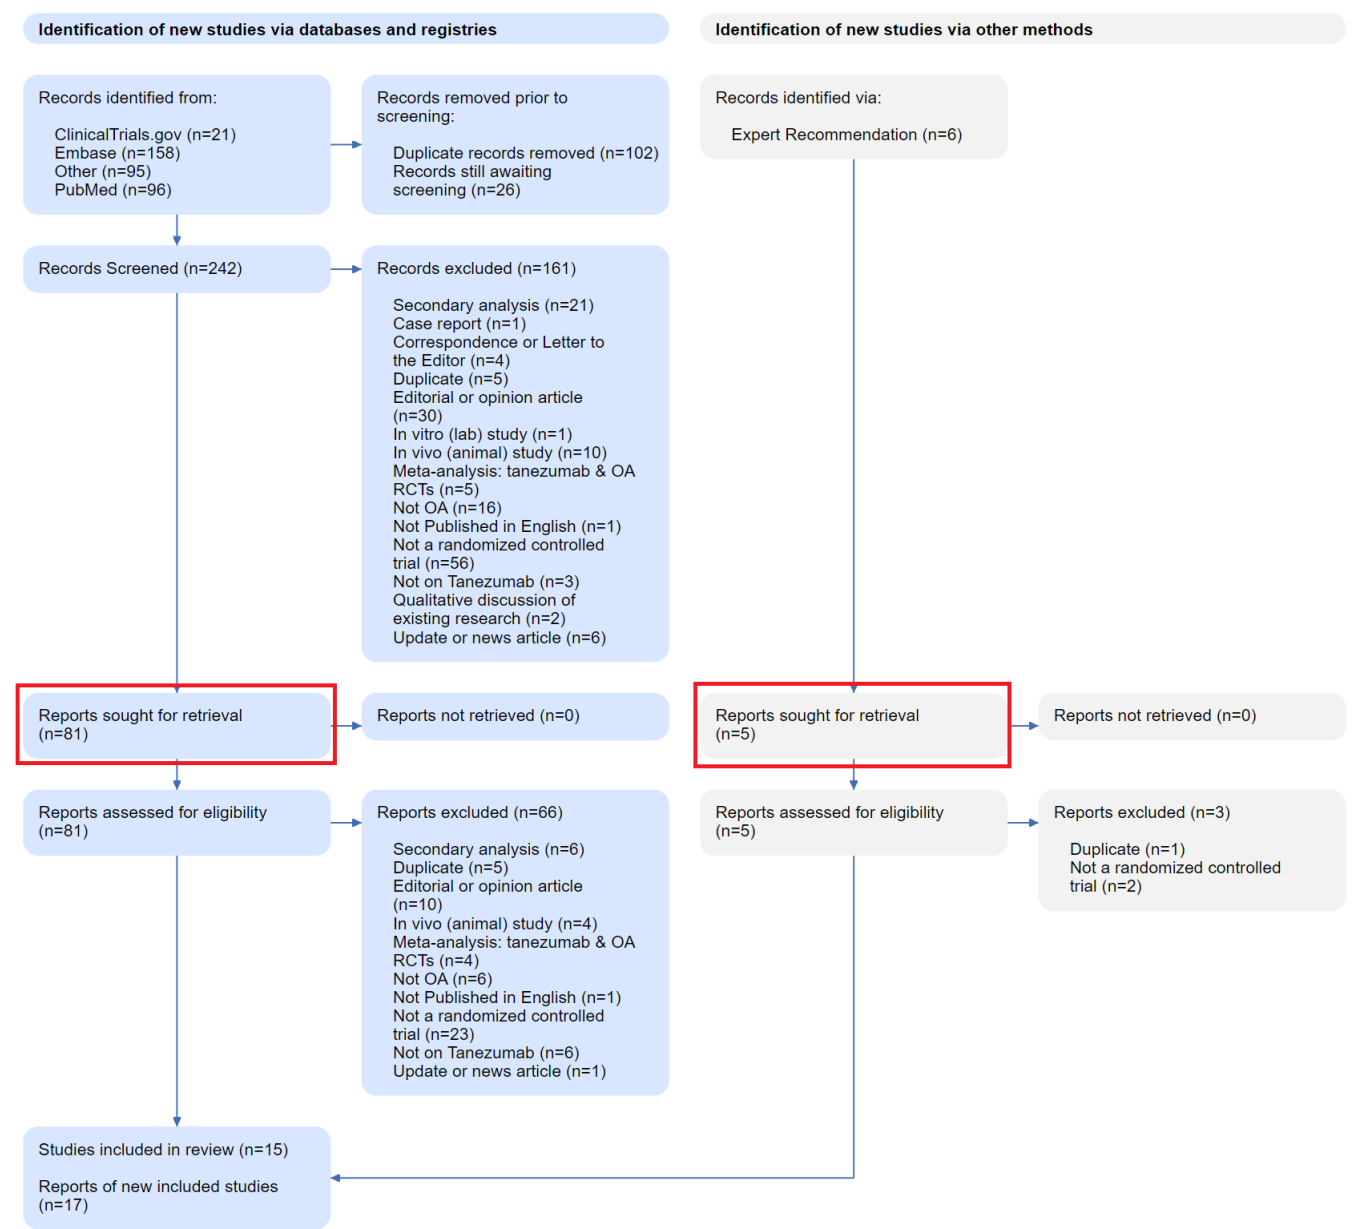 Identification of new studies via databases and registries
Identification of new studies via other methods
Records identified from:
ClinicalTrials.gov (n=21)
Embase (n=158)
Other (n=95)
PubMed (n=96)
Records removed prior to
screening:
Duplicate records removed (n=102)
Records still awaiting
screening (n=26)
Records identified via:
Expert Recommendation (n=6)
Records Screened (n=242)
Records excluded (n=161)
Secondary analysis (n=21)
Case report (n=1)
Correspondence or Letter to
the Editor (n=4)
Duplicate (n=5)
Editorial or opinion article
(n=30)
In vitro (lab) study (n=1)
In vivo (animal) study (n=10)
Meta-analysis: tanezumab & OA
RCTs (n=5)
Not OA (n=16)
Not Published in English (n=1)
Not a randomized controlled
trial (n=56)
Not on Tanezumab (n=3)
Qualitative discussion of
existing research (n=2)
Update or news article (n=6)
Reports sought for retrieval
(n=81)
Reports not retrieved (n=0)
Reports sought for retrieval
(n=5)
Reports not retrieved (n=0)
Reports assessed for eligibility
(n=81)
Reports excluded (n=66)
Secondary analysis (n=6)
Duplicate (n=5)
Editorial or opinion article
(n=10)
In vivo (animal) study (n=4)
Meta-analysis: tanezumab & OA
RCTs (n=4)
Not OA (n=6)
Not Published in English (n=1)
Not a randomized controlled
trial (n=23)
Not on Tanezumab (n=6)
Update or news article (n=1)
Reports assessed for eligibility
(n=5)
Reports excluded (n=3)
Duplicate (n=1)
Not a randomized controlled
trial (n=2)
Studies included in review (n=15)
Reports of new included studies
(n=17)